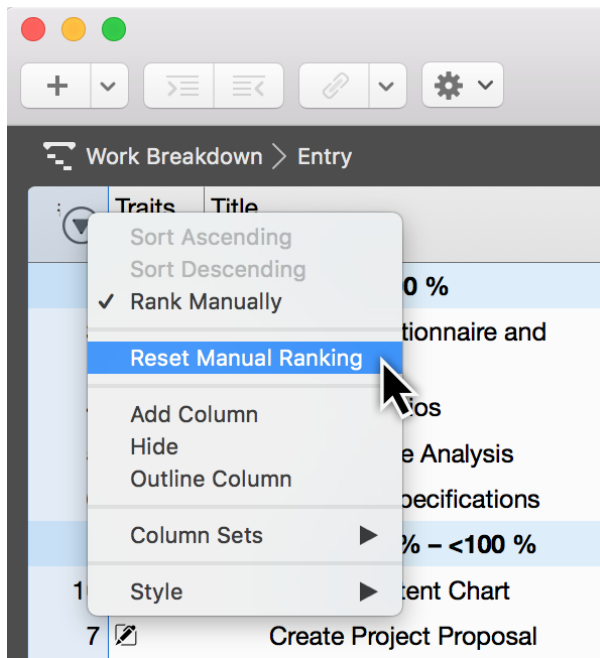 Work Breakdown > Entry
Traits Title
Sort Ascending
Sort Descending
0 %
✓ Rank Manually
tionnaire and
Reset Manual Ranking
ios
Add Column
Hide
e Analysis
Outline Column
pecifications
Column Sets
% – <100 %
1
Style
tent Chart
7 Create Project Proposal